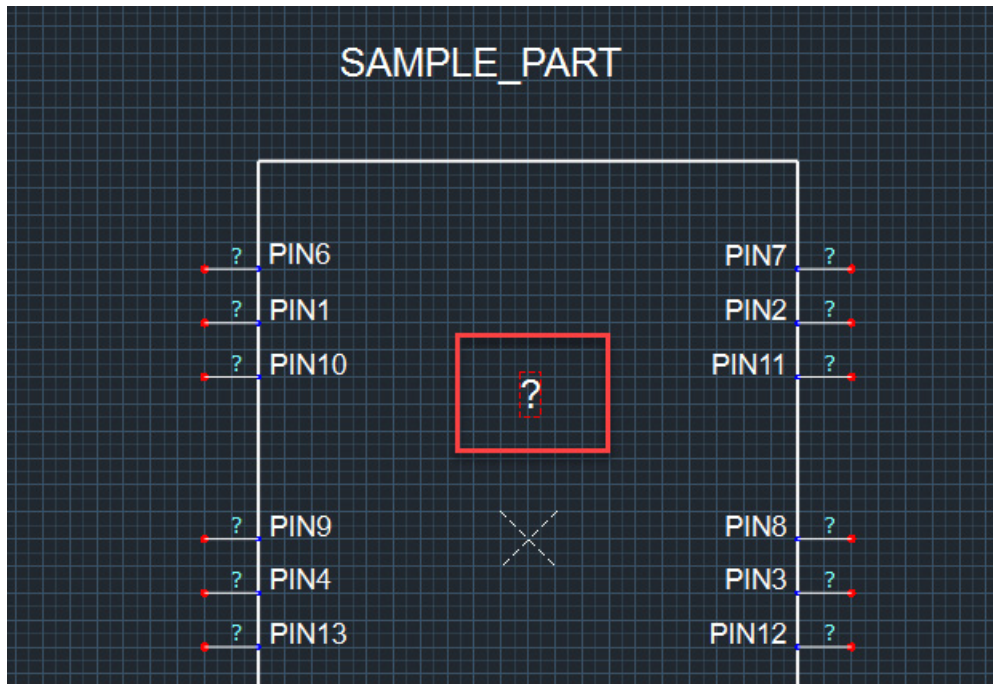 SAMPLE_PART
? PIN6 PIN7 ?
? PIN1 PIN2 ?
? PIN10 PIN11 ?
?
? PIN9 PIN8 ?
? PIN4 PIN3 ?
? PIN13 PIN12 ?